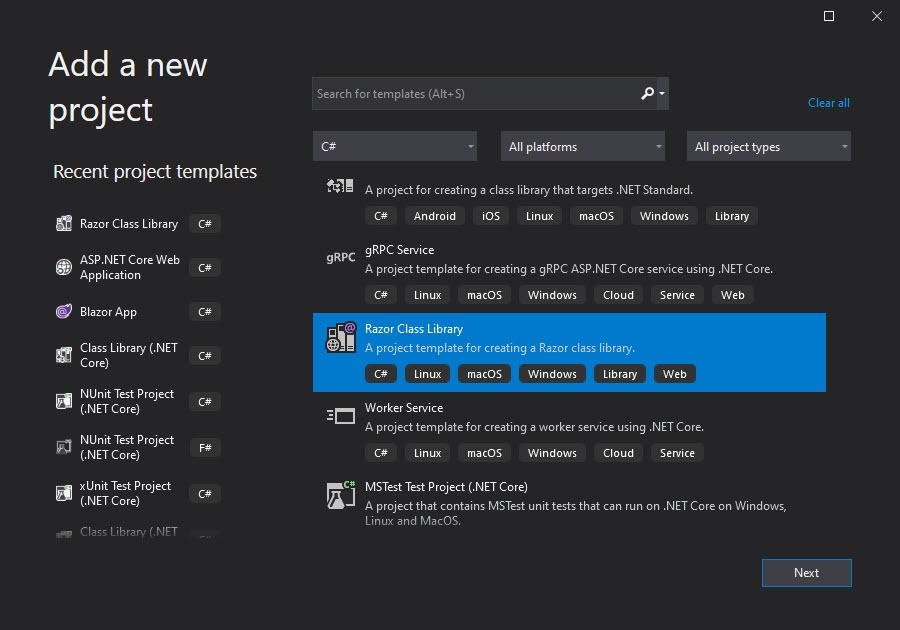 Add a new
project
Search for templates (Alt+S)
Clear all
C#
All platforms
All project types
Recent project templates
Razor Class Library C#
ASP.NET Core Web
Application
C#
Blazor App C#
Class Library (.NET
Core)
C#
NUnit Test Project
(.NET Core)
C#
NUnit Test Project
(.NET Core)
F#
xUnit Test Project
(.NET Core)
C#
Class Library (.NET
A project for creating a class library that targets .NET Standard.
C# Android iOS Linux macOS Windows Library
gRPC
gRPC Service
A project template for creating a gRPC ASP.NET Core service using .NET Core.
C# Linux macOS Windows Cloud Service Web
Razor Class Library
A project template for creating a Razor class library.
C# Linux macOS Windows Library Web
Worker Service
A project template for creating a worker service using .NET Core.
C# Linux macOS Windows Cloud Service
C#
MSTest Test Project (.NET Core)
A project that contains MSTest unit tests that can run on .NET Core on Windows,
Linux and MacOS.
Next